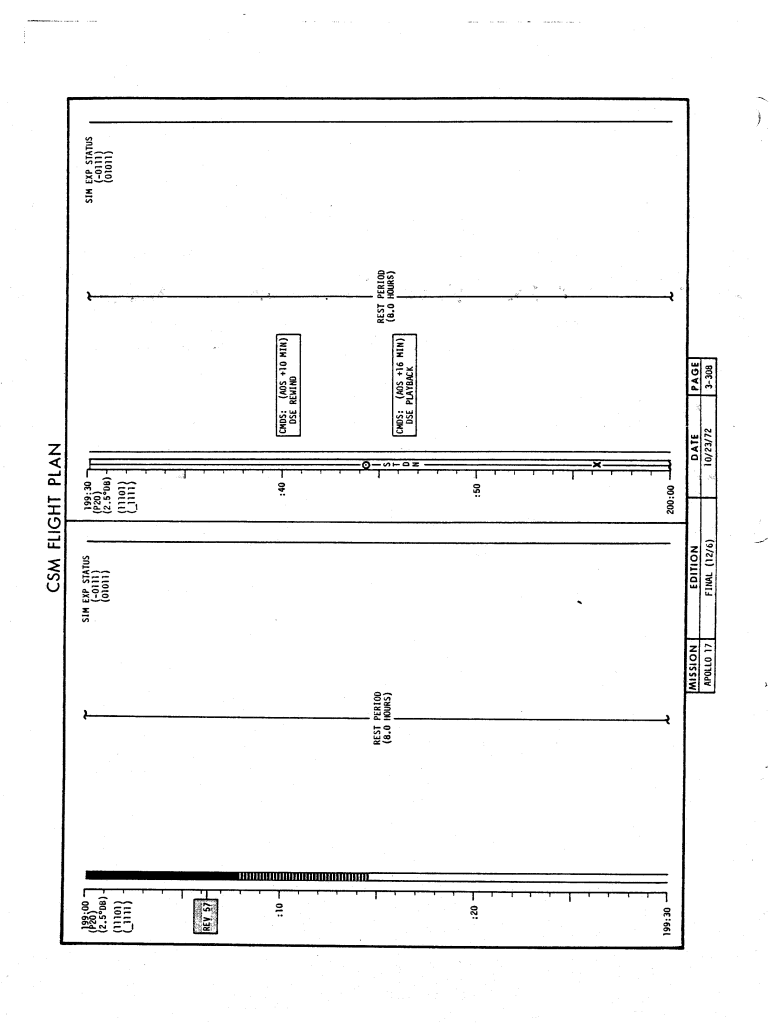 CSM FLIGHT PLAN
199:00
(P20)
(2.5°DB)
(11101)
(_1111)
REV 57
:10
:20
199:30
REST PERIOD
(8.0 HOURS)
SIM EXP STATUS
(-0111)
(01011)
199:30
(P20)
(2.5°DB)
(11101)
(_1111)
:40
:50
200:00
S
T
D
N
X
CMDS: (AOS +10 MIN)
DSE REWIND
CMDS: (AOS +16 MIN)
DSE PLAYBACK
REST PERIOD
(8.0 HOURS)
SIM EXP STATUS
(-0111)
(01011)
MISSION EDITION DATE PAGE
APOLLO 17 FINAL (12/6) 10/23/72 3-308